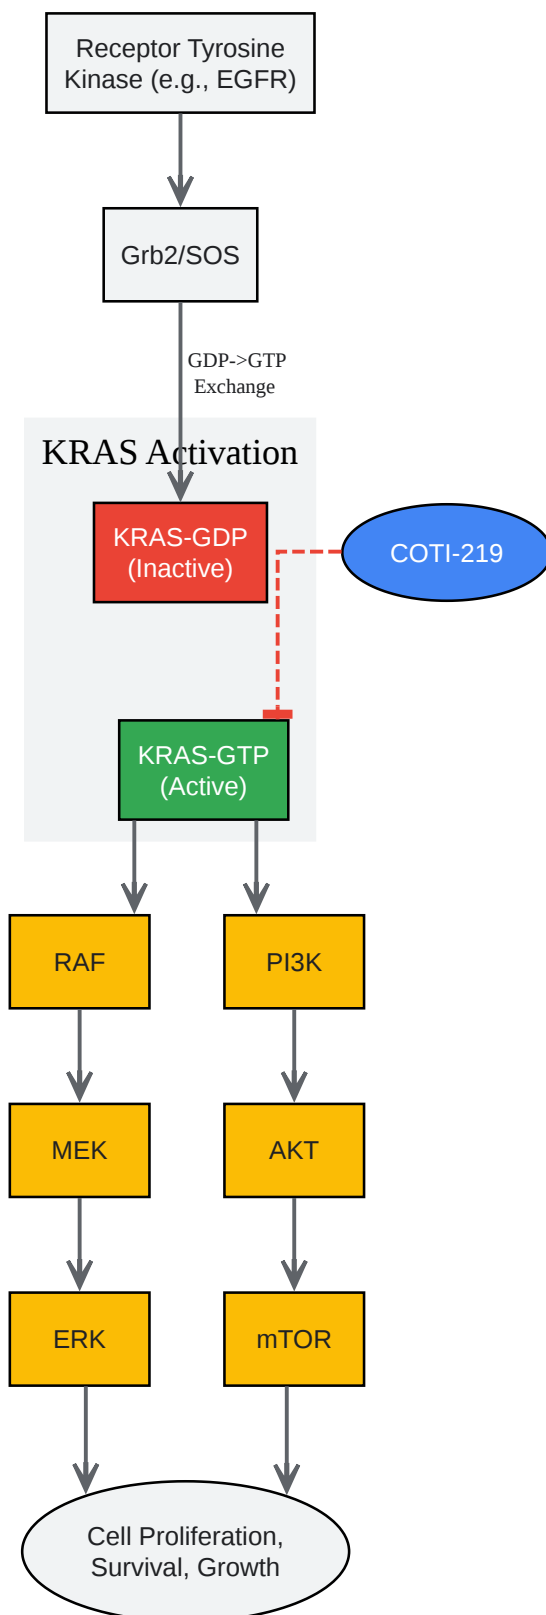 Receptor Tyrosine
Kinase (e.g., EGFR)
Grb2/SOS
GDP->GTP
Exchange
KRAS Activation
KRAS-GDP
(Inactive)
COTI-219
KRAS-GTP
(Active)
RAF
PI3K
MEK
AKT
ERK
mTOR
Cell Proliferation,
Survival, Growth